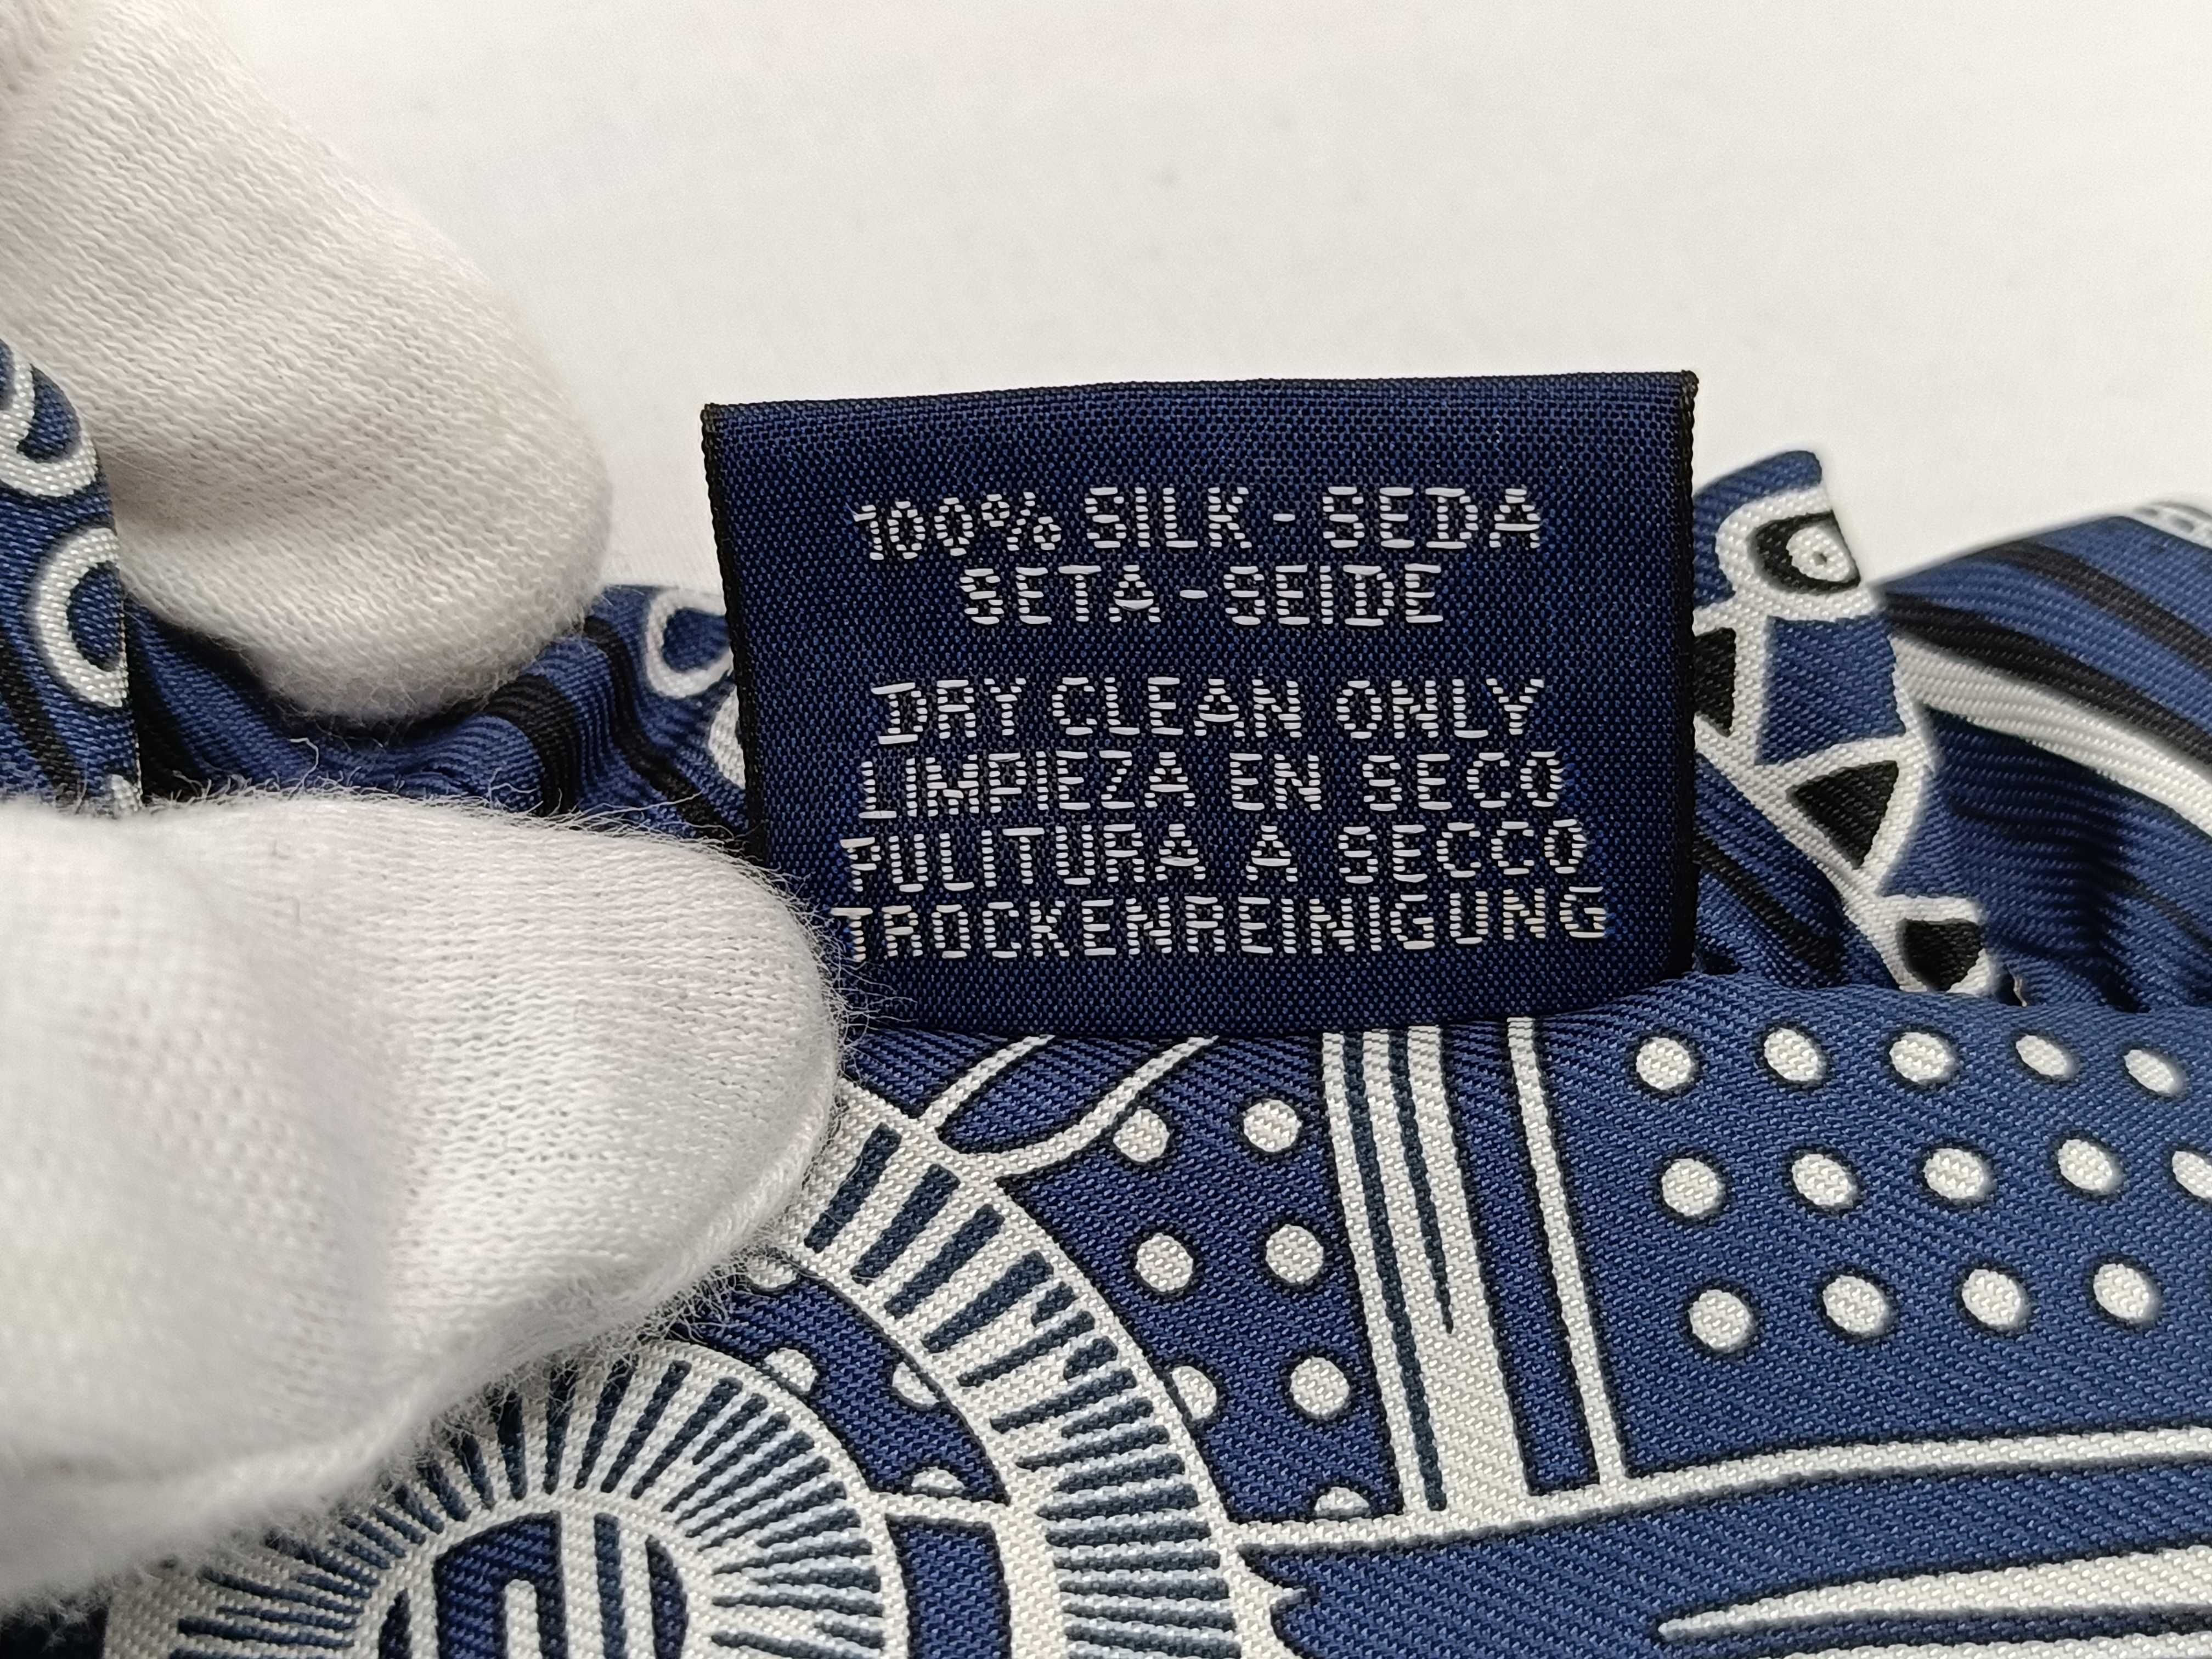 100% SILK - SEDA
SETA - SEIDE
DRY CLEAN ONLY
LIMPIEZA EN SECO
PULITURA A SECCO
TROCKENREINIGUNG